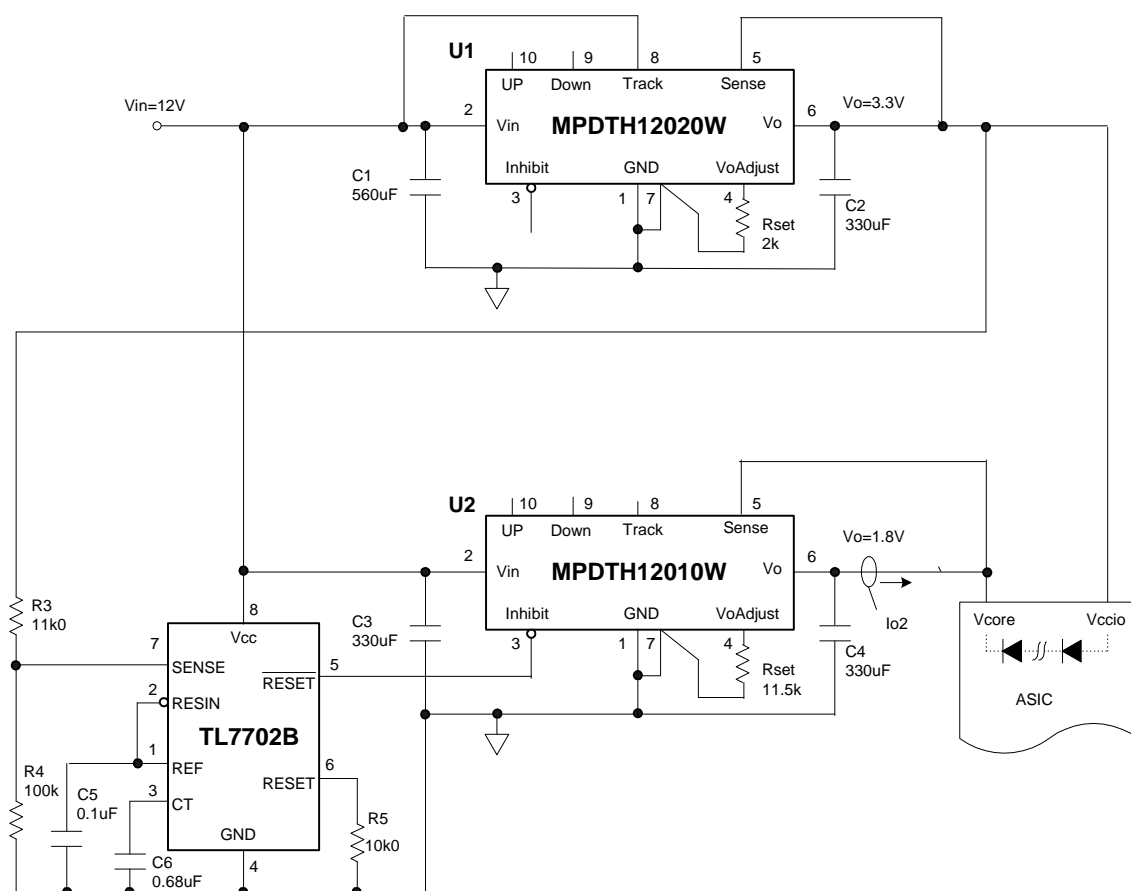 U1
10
9
8
5
UP
Down
Track
Sense
Vin=12V
2
Vin
MPDTH12020W
Vo
6
Vo=3.3V
Inhibit
GND
VoAdjust
C1
560uF
3
1
7
4
Rset
2k
C2
330uF
U2
10
9
8
5
UP
Down
Track
Sense
2
Vin
MPDTH12010W
Vo
6
Vo=1.8V
Inhibit
GND
VoAdjust
Io2
C3
330uF
3
1
7
4
Rset
11.5k
C4
330uF
Vcore
Vccio
ASIC
R3
11k0
8
Vcc
7
SENSE
5
RESET
2
RESIN
TL7702B
1
REF
6
RESET
3
CT
R4
100k
C5
0.1uF
R5
10k0
GND
4
C6
0.68uF